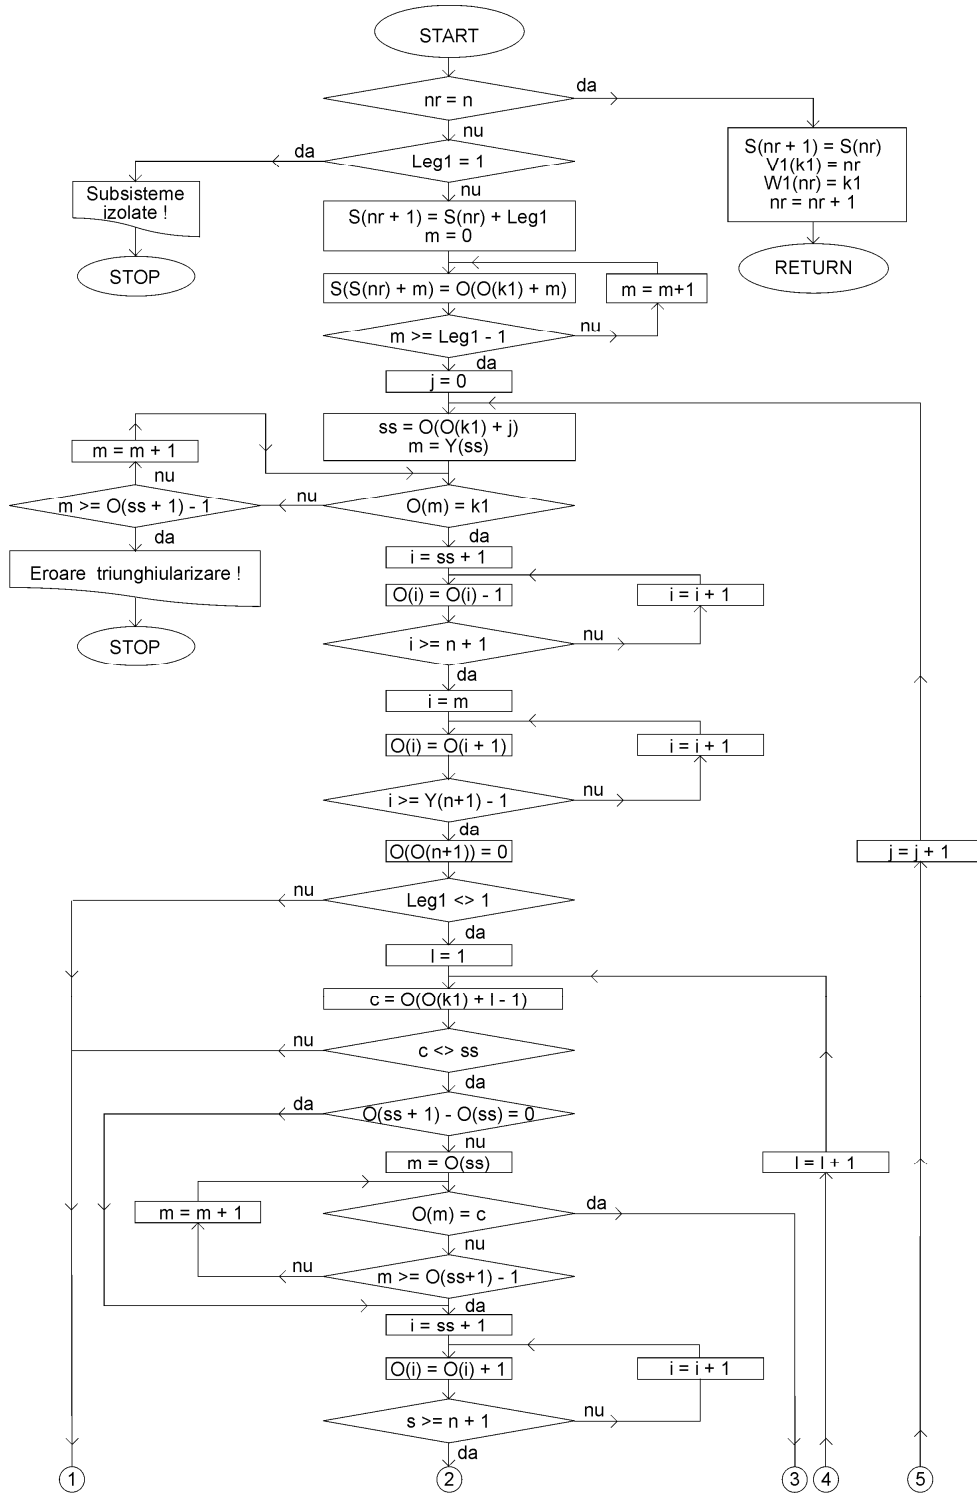 START
nr = n
da
nu
S(nr + 1) = S(nr)
V1(k1) = nr
W1(nr) = k1
nr = nr + 1
RETURN
Leg1 = 1
da
nu
Subsisteme
izolate !
STOP
S(nr + 1) = S(nr) + Leg1
m = 0
S(S(nr) + m) = O(O(k1) + m)
m = m+1
m >= Leg1 - 1
nu
da
j = 0
ss = O(O(k1) + j)
m = Y(ss)
m = m + 1
nu
m >= O(ss + 1) - 1
nu
O(m) = k1
da
da
Eroare triunghiularizare !
STOP
i = ss + 1
O(i) = O(i) - 1
i = i + 1
i >= n + 1
nu
da
i = m
O(i) = O(i + 1)
i = i + 1
i >= Y(n+1) - 1
nu
da
O(O(n+1)) = 0
j = j + 1
nu
Leg1 <> 1
da
l = 1
c = O(O(k1) + l - 1)
nu
c <> ss
da
da
O(ss + 1) - O(ss) = 0
nu
m = O(ss)
l = l + 1
m = m + 1
O(m) = c
da
nu
nu
m >= O(ss+1) - 1
da
i = ss + 1
O(i) = O(i) + 1
i = i + 1
s >= n + 1
nu
da
1
2
3
4
5